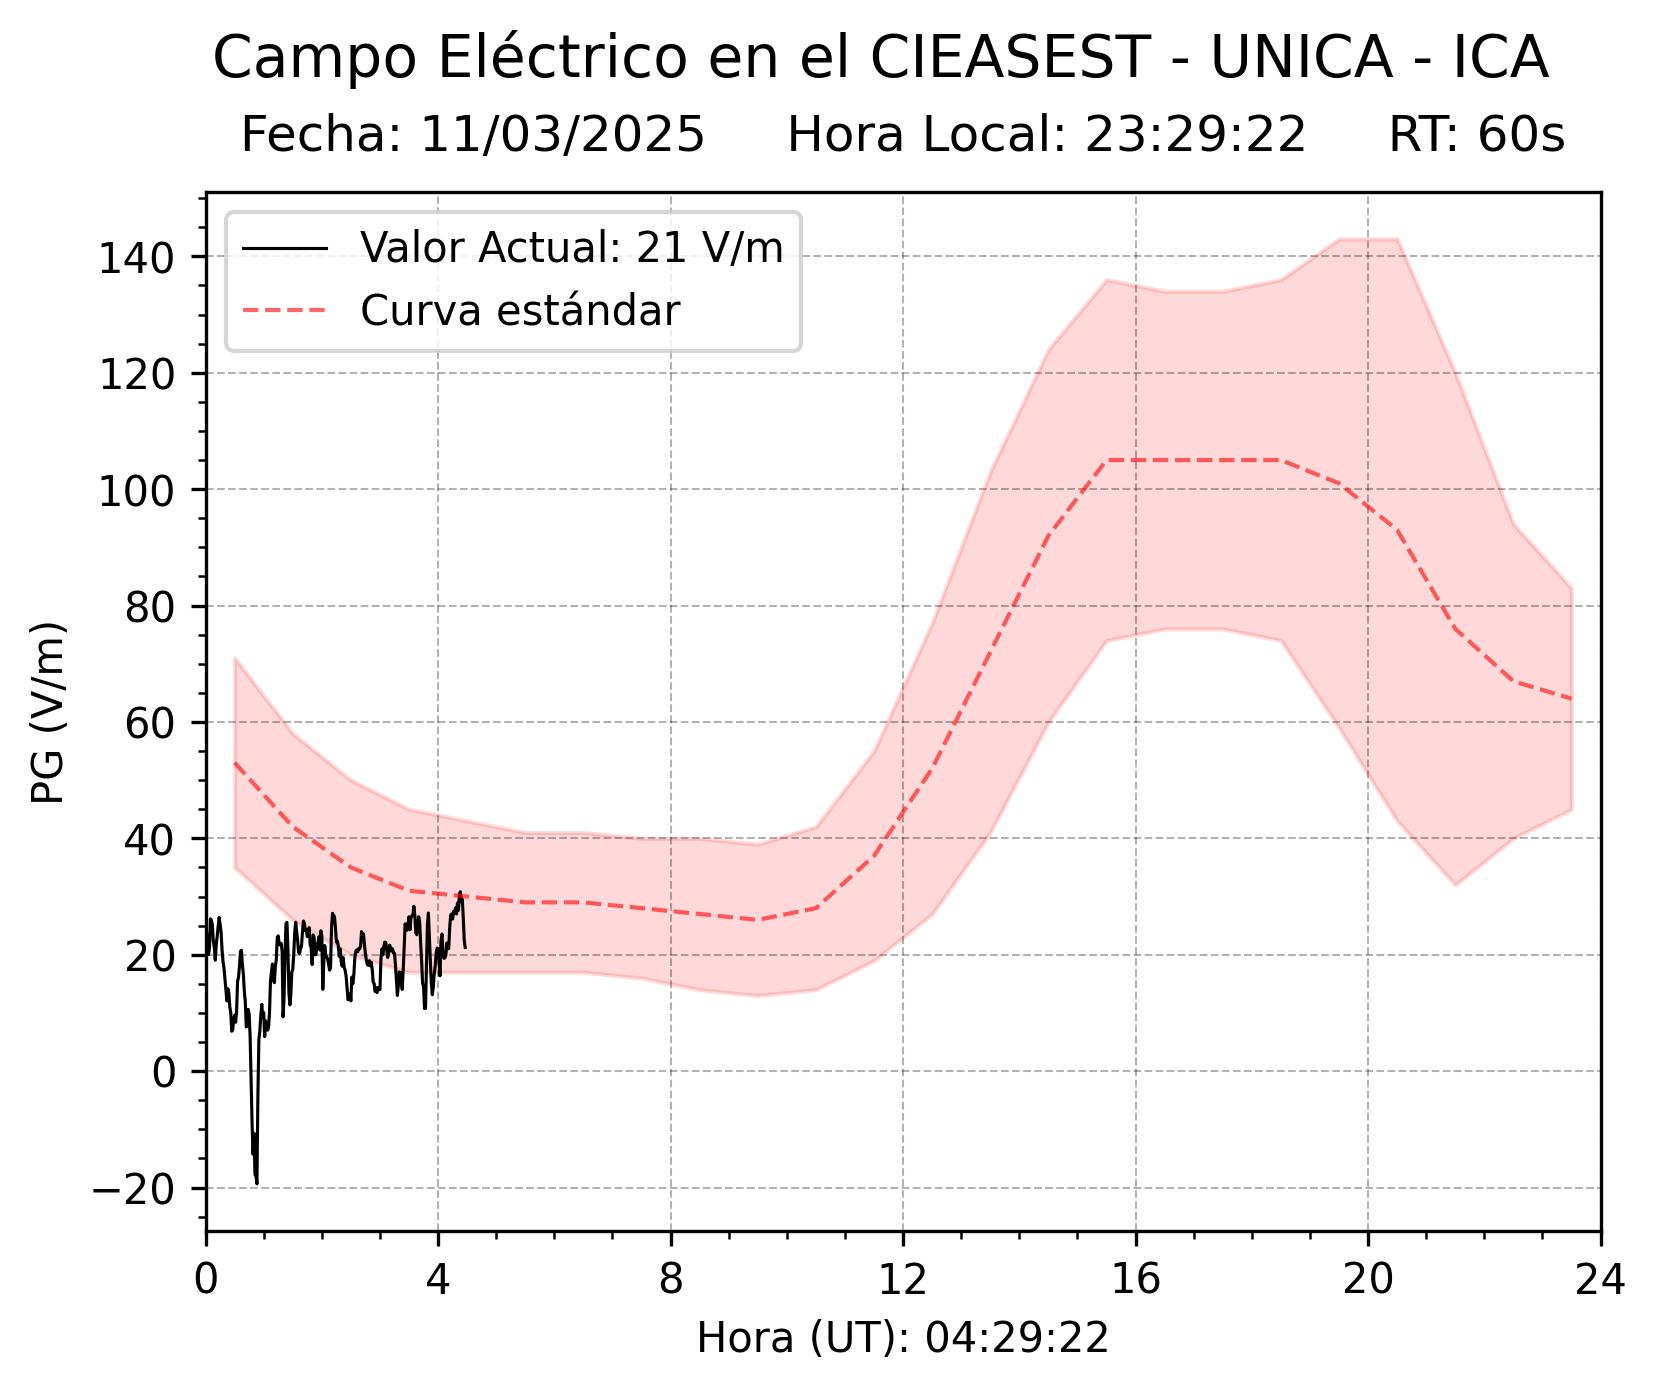 Campo Eléctrico en el CIEASEST - UNICA - ICA
Fecha: 11/03/2025 Hora Local: 23:29:22 RT: 60s
Valor Actual: 21 V/m
Curva estándar
PG (V/m)
140
120
100
80
60
40
20
0
−20
0 4 8 12 16 20 24
Hora (UT): 04:29:22